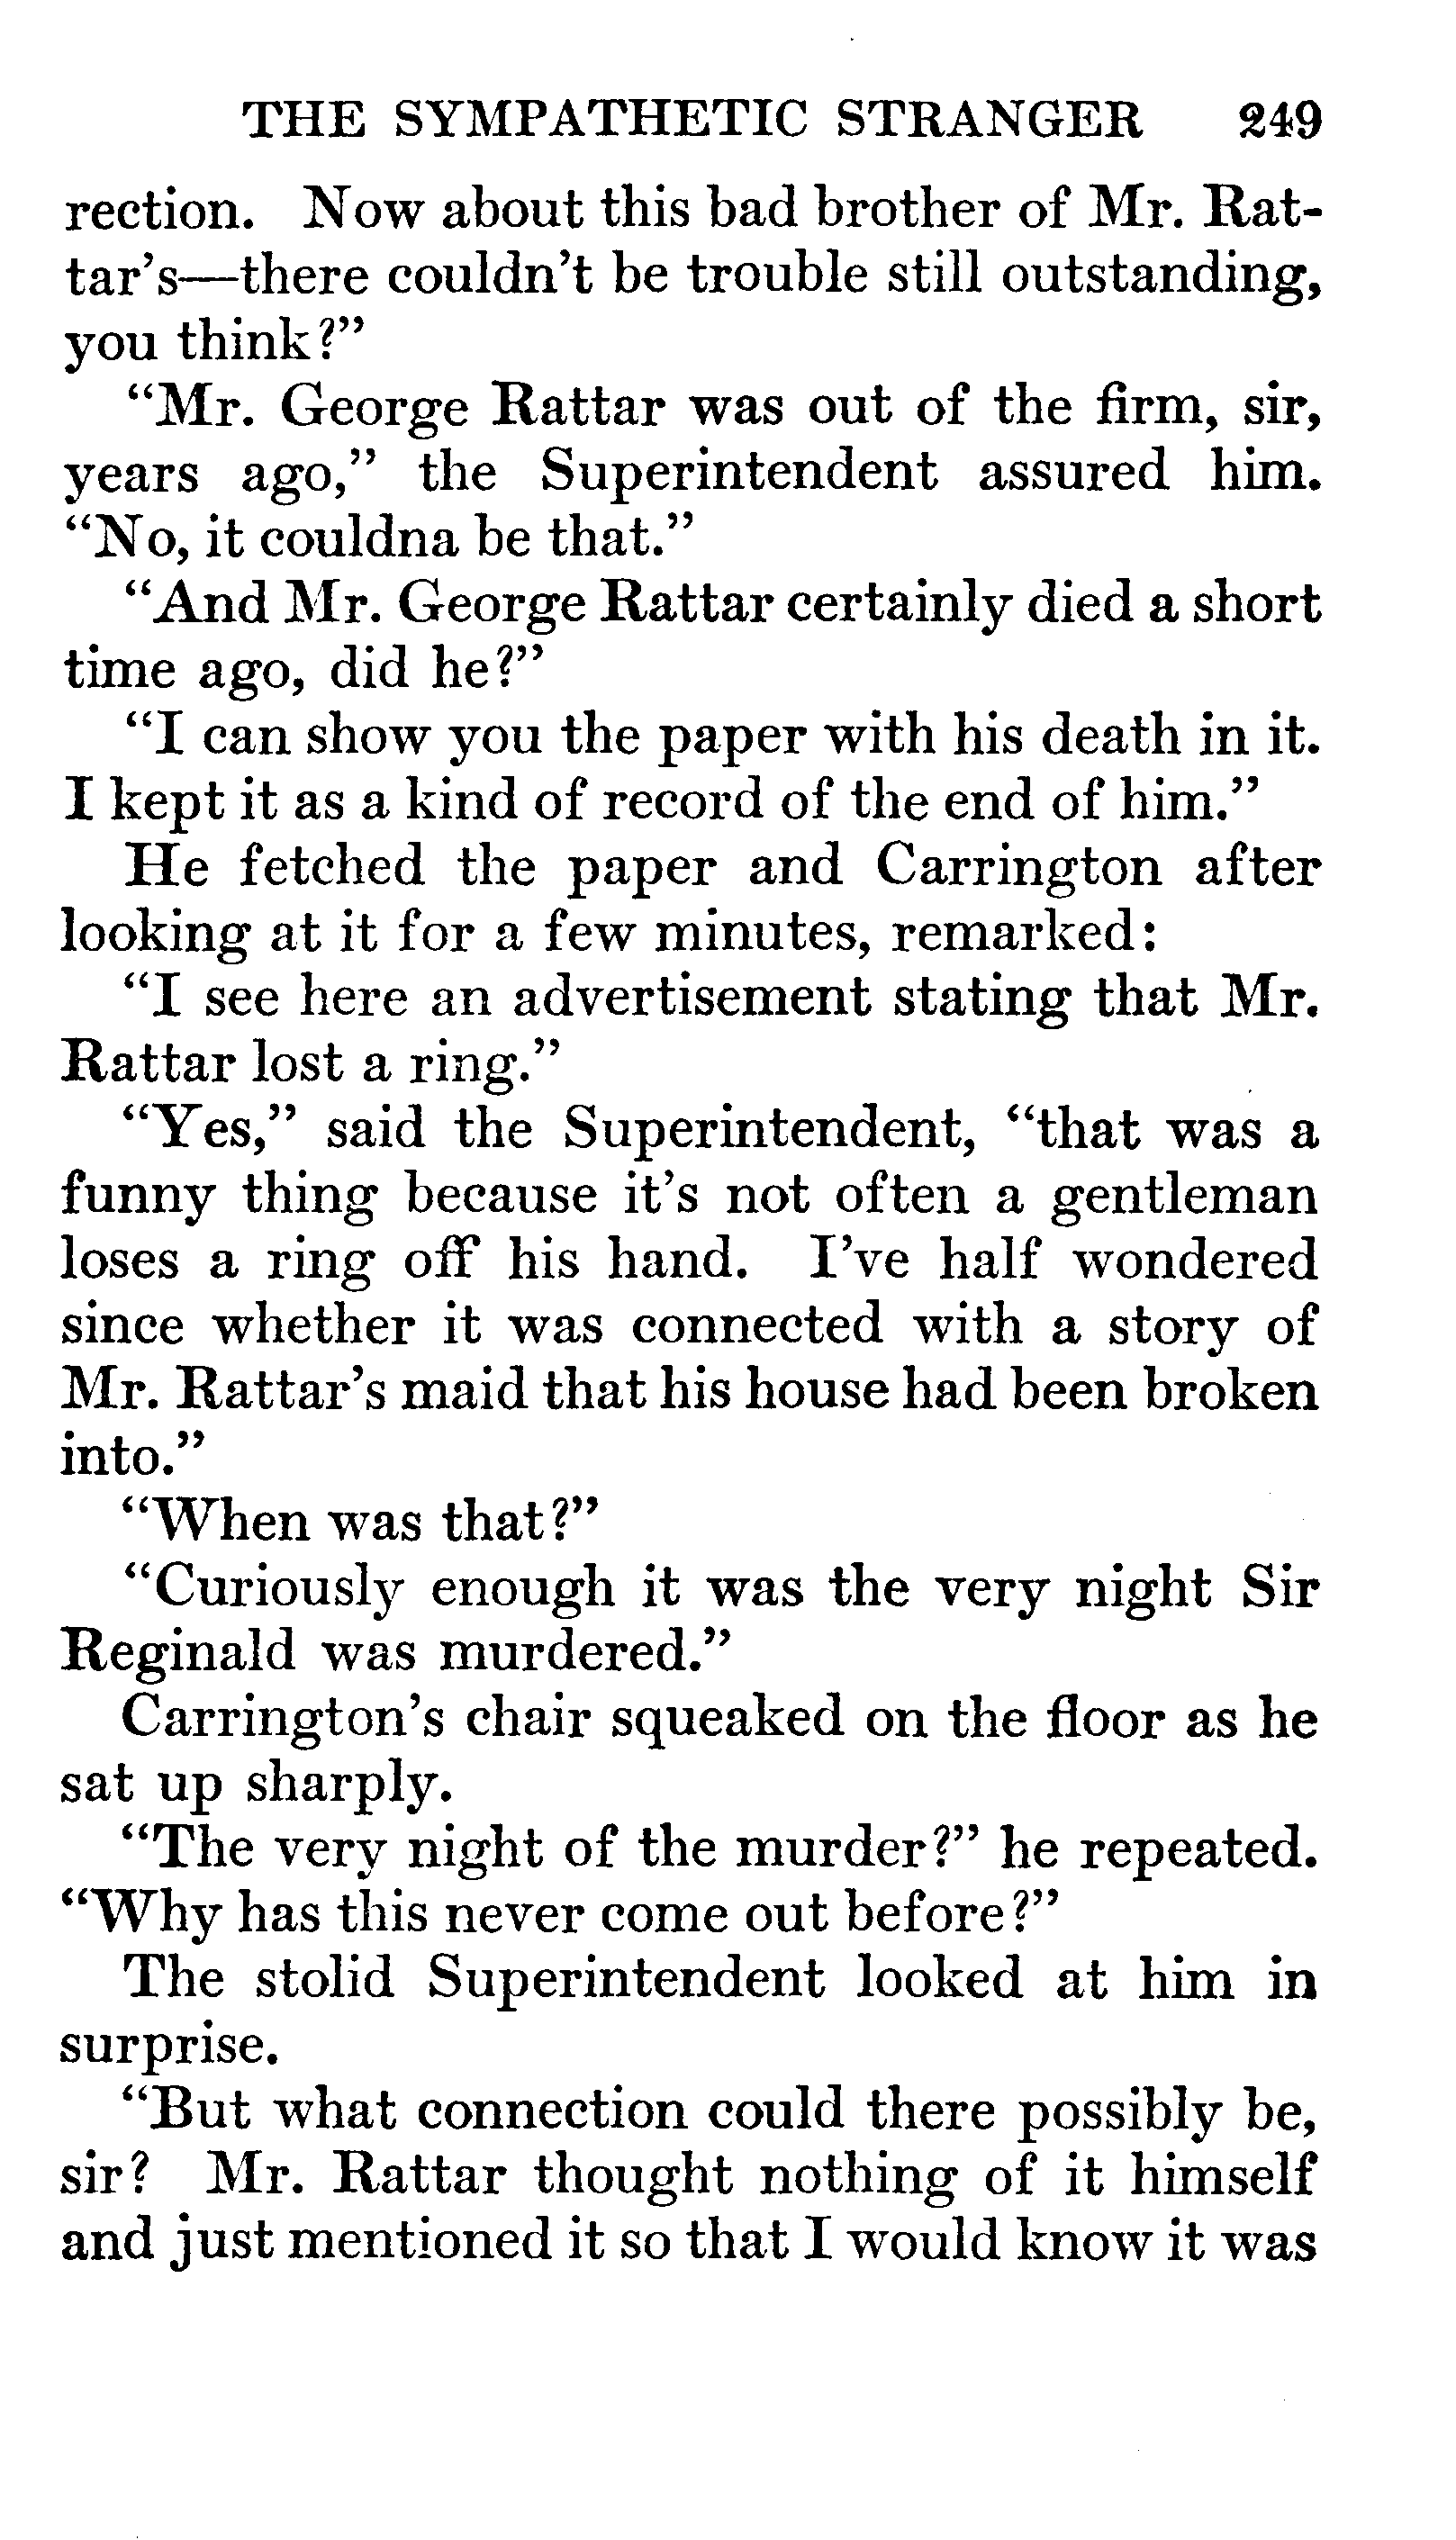 THE SYMPATHETIC STRANGER 249
rection. Now about this bad brother of Mr. Rat-
tar's—there couldn't be trouble still outstanding,
you think?"
"Mr. George Rattar was out of the firm, sir,
years ago," the Superintendent assured him.
"No, it couldna be that."
"And Mr. George Rattar certainly died a short
time ago, did he?"
"I can show you the paper with his death in it.
I kept it as a kind of record of the end of him."
He fetched the paper and Carrington after
looking at it for a few minutes, remarked:
"I see here an advertisement stating that Mr.
Rattar lost a ring."
"Yes," said the Superintendent, "that was a
funny thing because it's not often a gentleman
loses a ring off his hand. I've half wondered
since whether it was connected with a story of
Mr. Rattar's maid that his house had been broken
into."
"When was that?"
"Curiously enough it was the very night Sir
Reginald was murdered."
Carrington's chair squeaked on the floor as he
sat up sharply.
"The very night of the murder?" he repeated.
"Why has this never come out before?"
The stolid Superintendent looked at him in
surprise.
"But what connection could there possibly be,
sir? Mr. Rattar thought nothing of it himself
and just mentioned it so that I would know it was